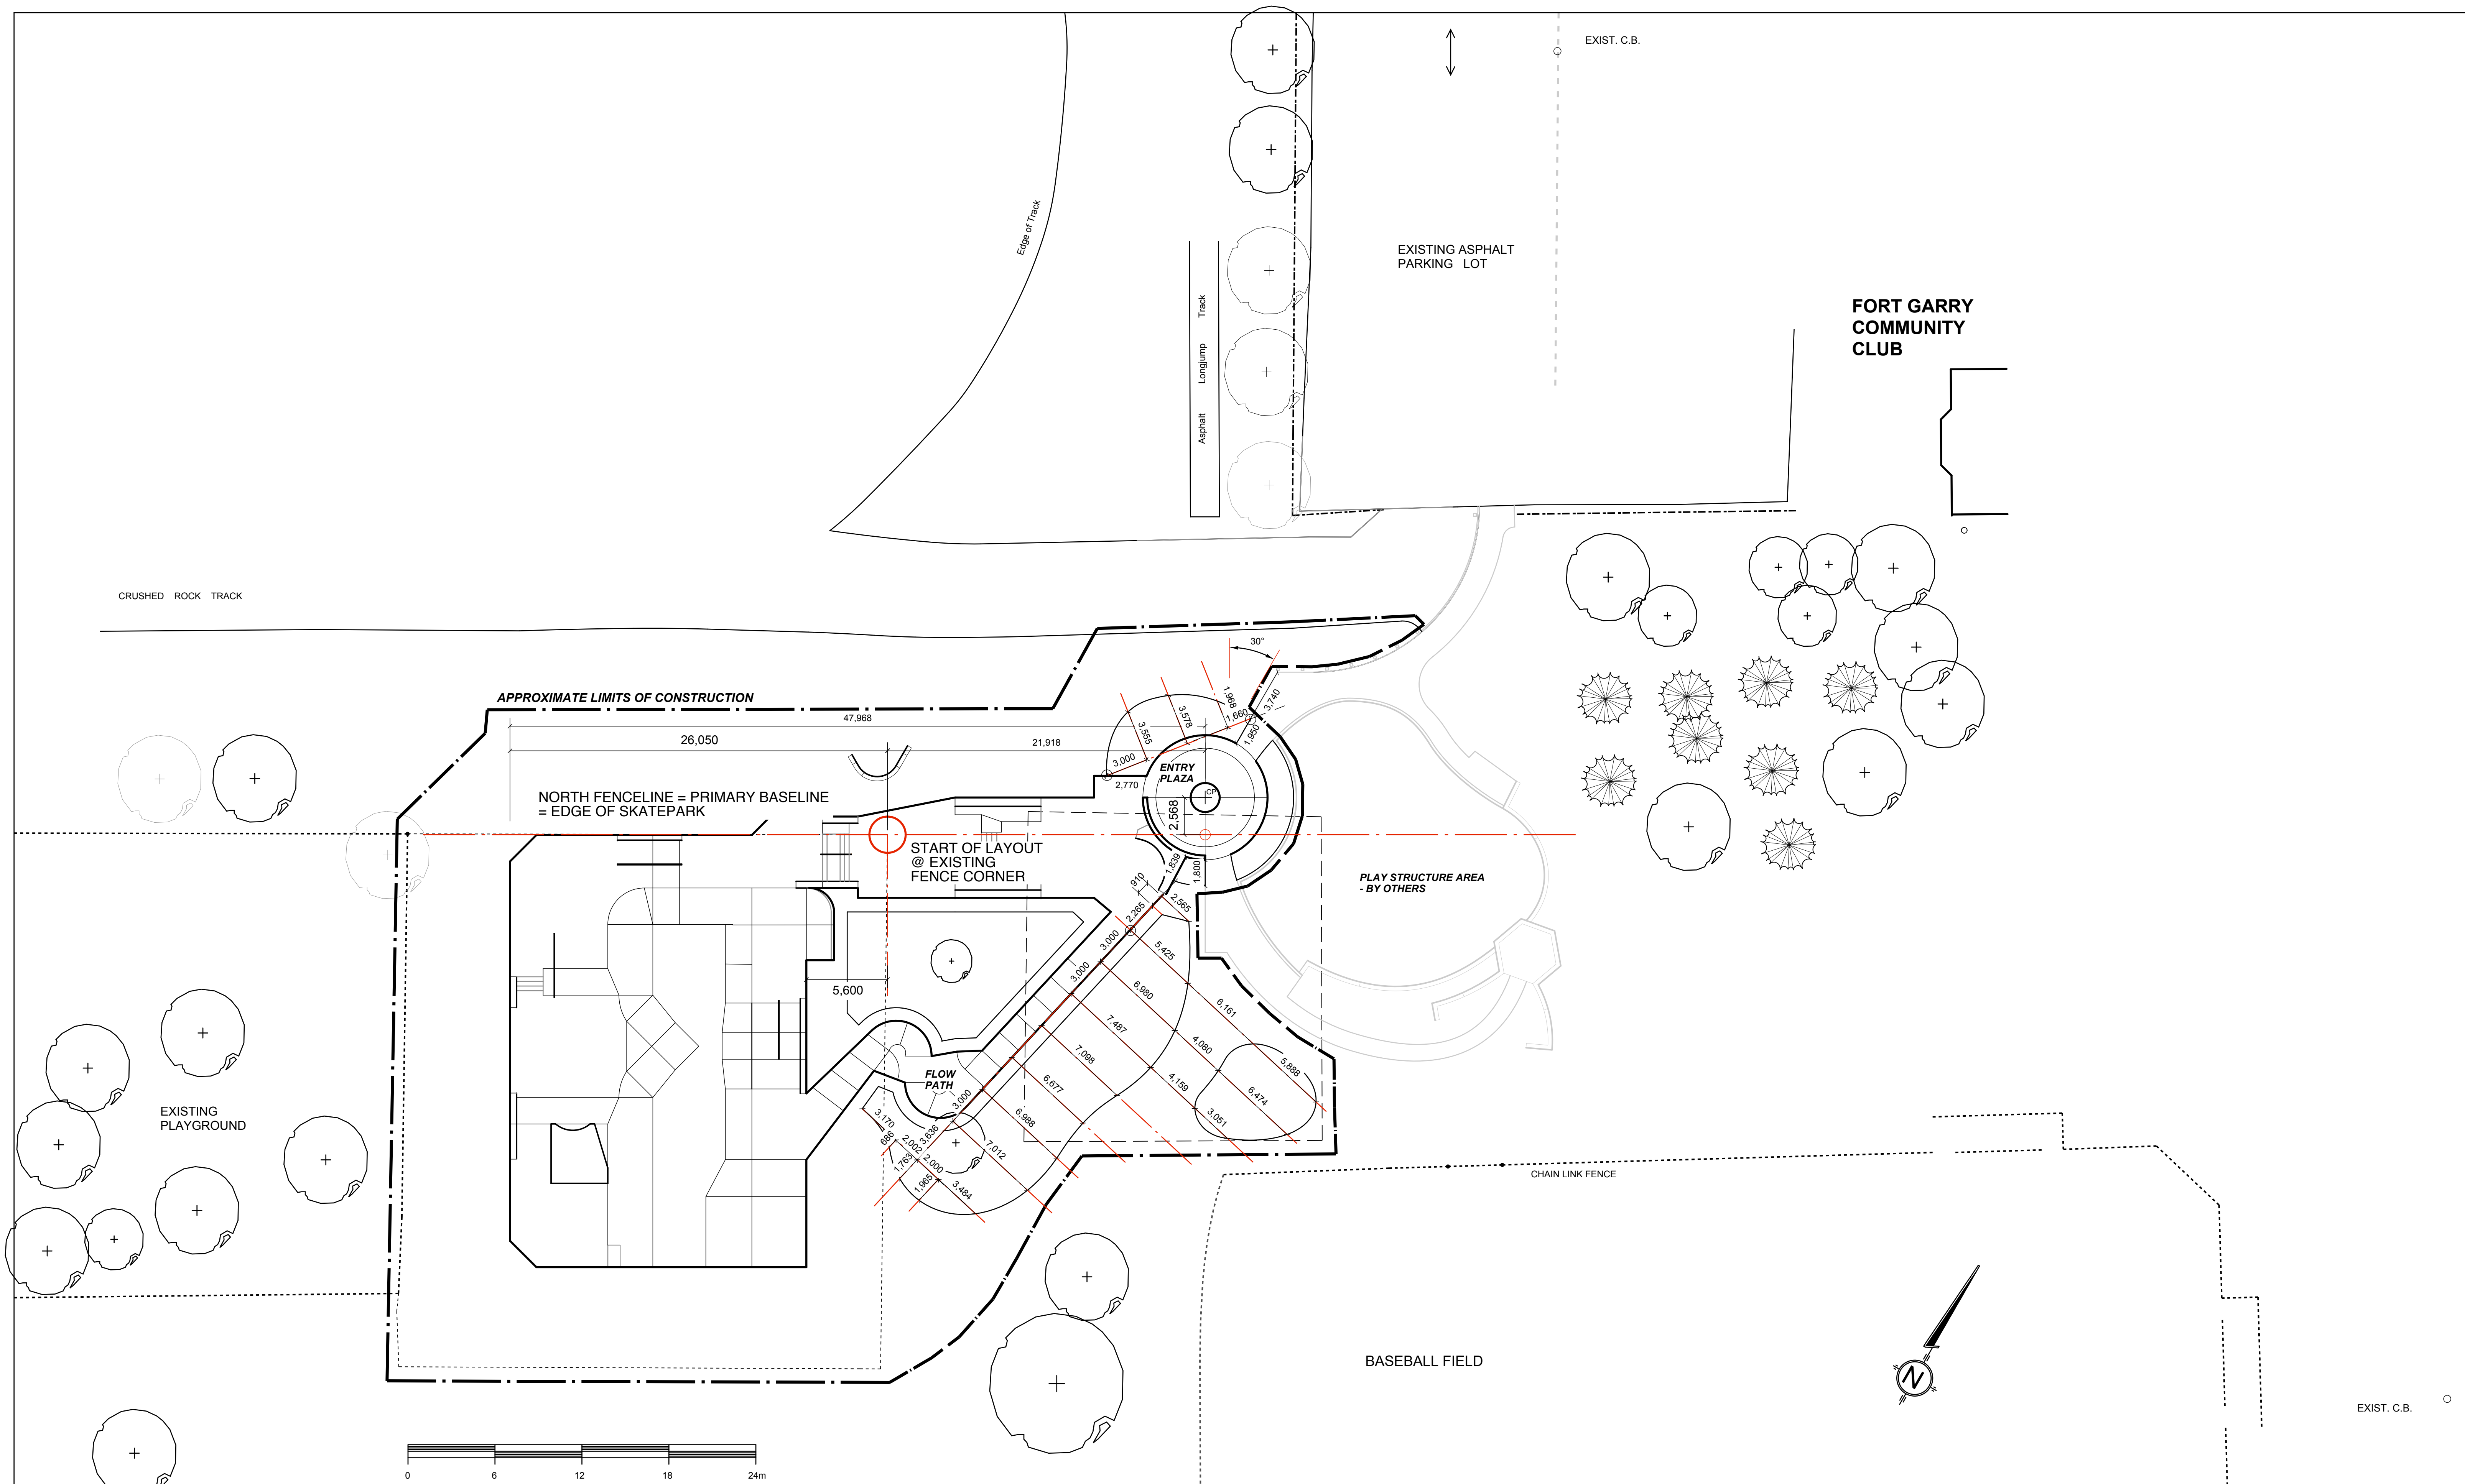 EXIST. C.B.
Edge of Track
EXISTING ASPHALT
PARKING LOT
Asphalt Longjump Track
FORT GARRY
COMMUNITY
CLUB
CRUSHED ROCK TRACK
30°
APPROXIMATE LIMITS OF CONSTRUCTION
47,968
26,050
21,918
3,555
3,578
1,968
1,660
3,740
1,950
3,000
2,770
ENTRY
PLAZA
CP
2,568
NORTH FENCELINE = PRIMARY BASELINE
= EDGE OF SKATEPARK
START OF LAYOUT
@ EXISTING
FENCE CORNER
1,839
1,800
910
2,265
2,565
PLAY STRUCTURE AREA
- BY OTHERS
3,000
3,000
5,425
5,600
6,980
6,161
7,487
4,080
5,888
7,098
4,159
6,474
6,677
3,051
FLOW
PATH
3,000
6,988
3,170
686
2,002
3,636
7,012
1,763
2,000
1,965
3,484
EXISTING
PLAYGROUND
CHAIN LINK FENCE
BASEBALL FIELD
N
EXIST. C.B.
0 6 12 18 24m